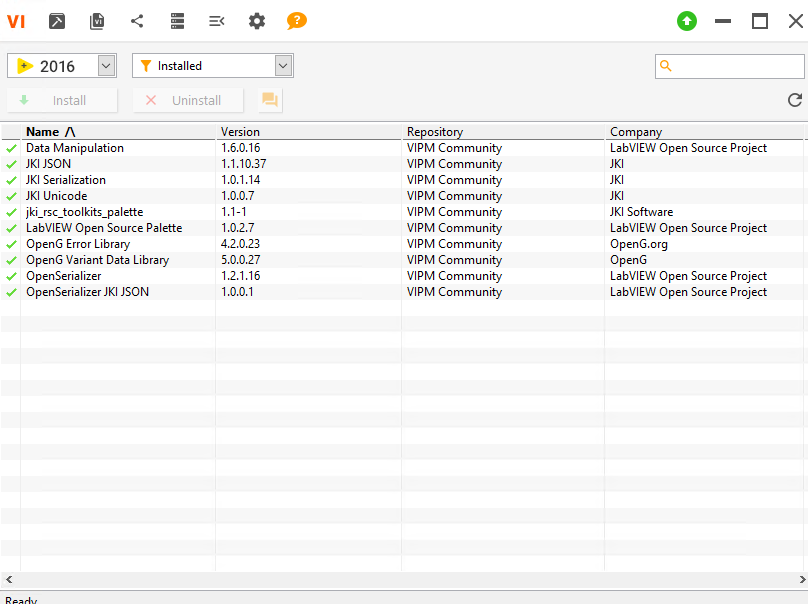 VI
VI
?
2016 Installed
Install Uninstall
Name /\ Version Repository Company
Data Manipulation 1.6.0.16 VIPM Community LabVIEW Open Source Project
JKI JSON 1.1.10.37 VIPM Community JKI
JKI Serialization 1.0.1.14 VIPM Community JKI
JKI Unicode 1.0.0.7 VIPM Community JKI
jki_rsc_toolkits_palette 1.1-1 VIPM Community JKI Software
LabVIEW Open Source Palette 1.0.2.7 VIPM Community LabVIEW Open Source Project
OpenG Error Library 4.2.0.23 VIPM Community OpenG.org
OpenG Variant Data Library 5.0.0.27 VIPM Community OpenG
OpenSerializer 1.2.1.16 VIPM Community LabVIEW Open Source Project
OpenSerializer JKI JSON 1.0.0.1 VIPM Community LabVIEW Open Source Project
Ready